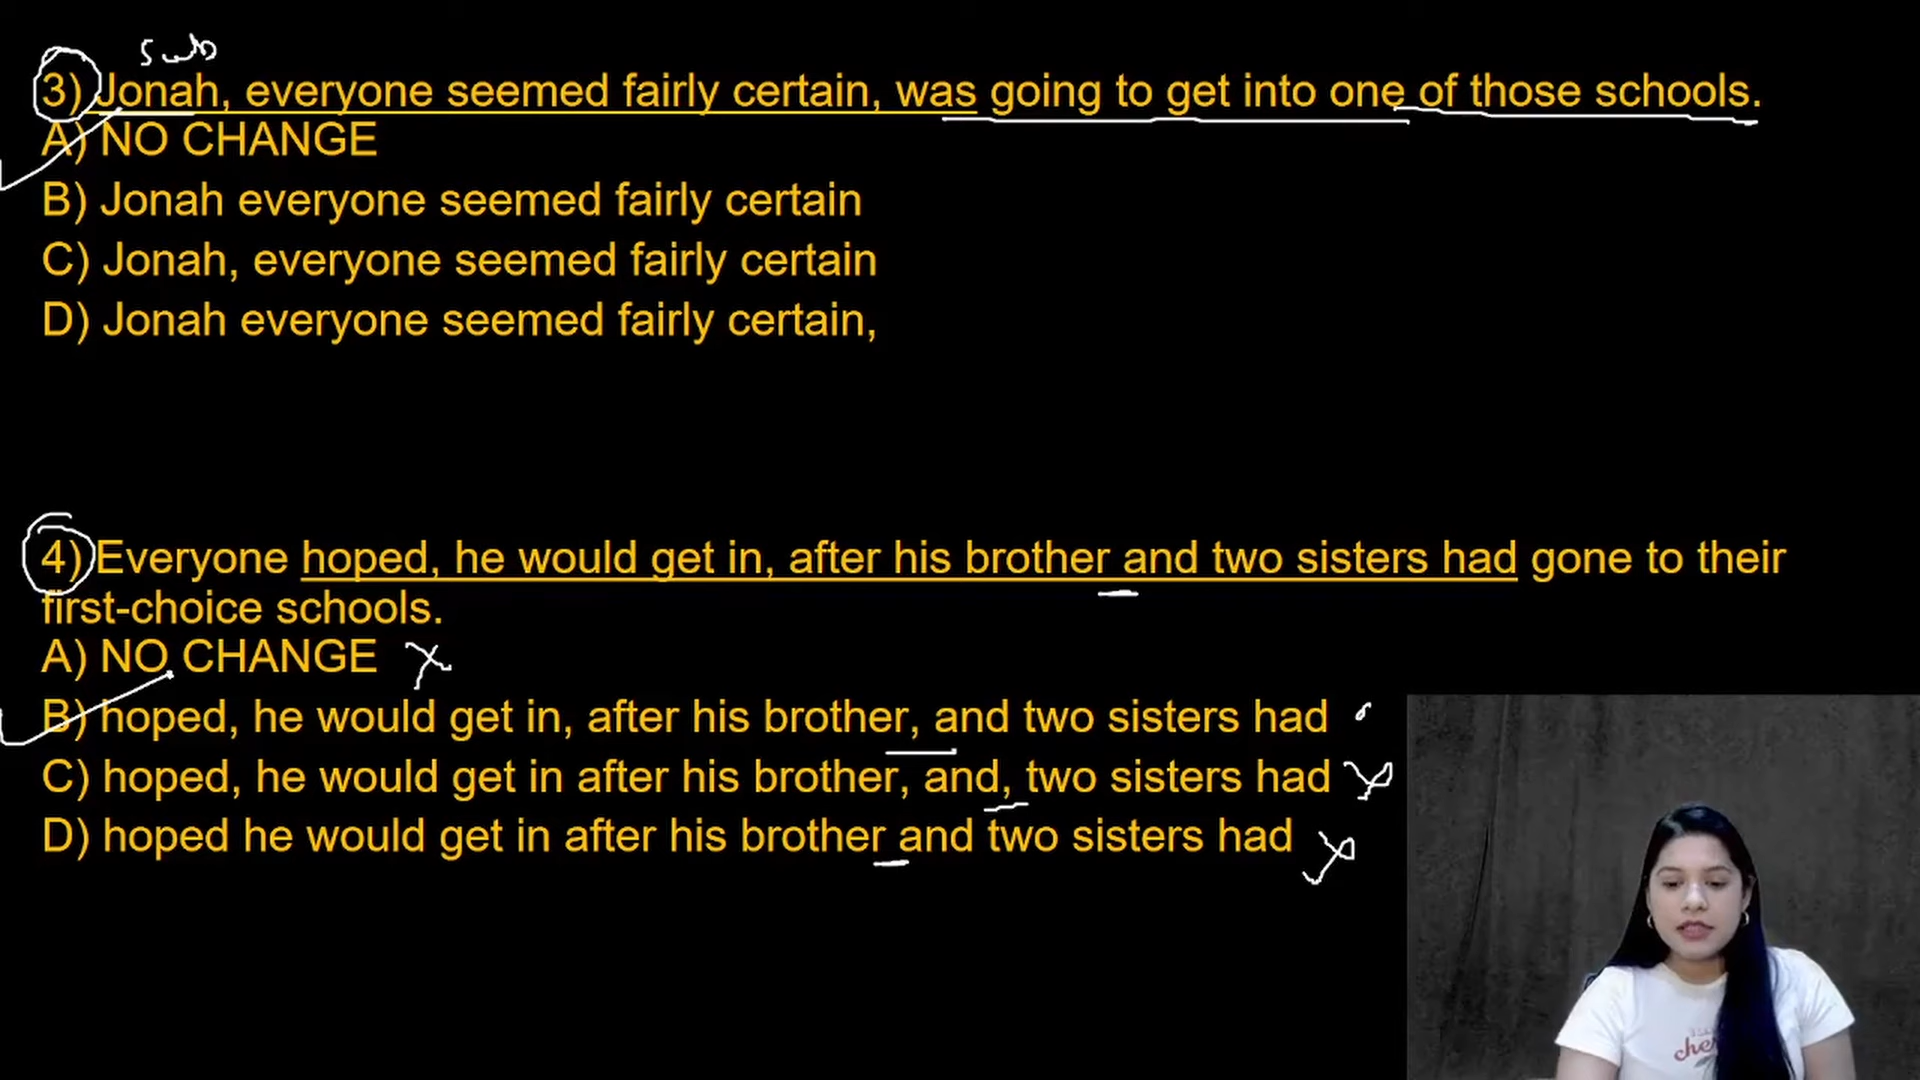 sub
3) Jonah, everyone seemed fairly certain, was going to get into one of those schools.
A) NO CHANGE
B) Jonah everyone seemed fairly certain
C) Jonah, everyone seemed fairly certain
D) Jonah everyone seemed fairly certain,
4) Everyone hoped, he would get in, after his brother and two sisters had gone to their
first-choice schools.
A) NO CHANGE
B) hoped, he would get in, after his brother, and two sisters had
C) hoped, he would get in after his brother, and, two sisters had
D) hoped he would get in after his brother and two sisters had